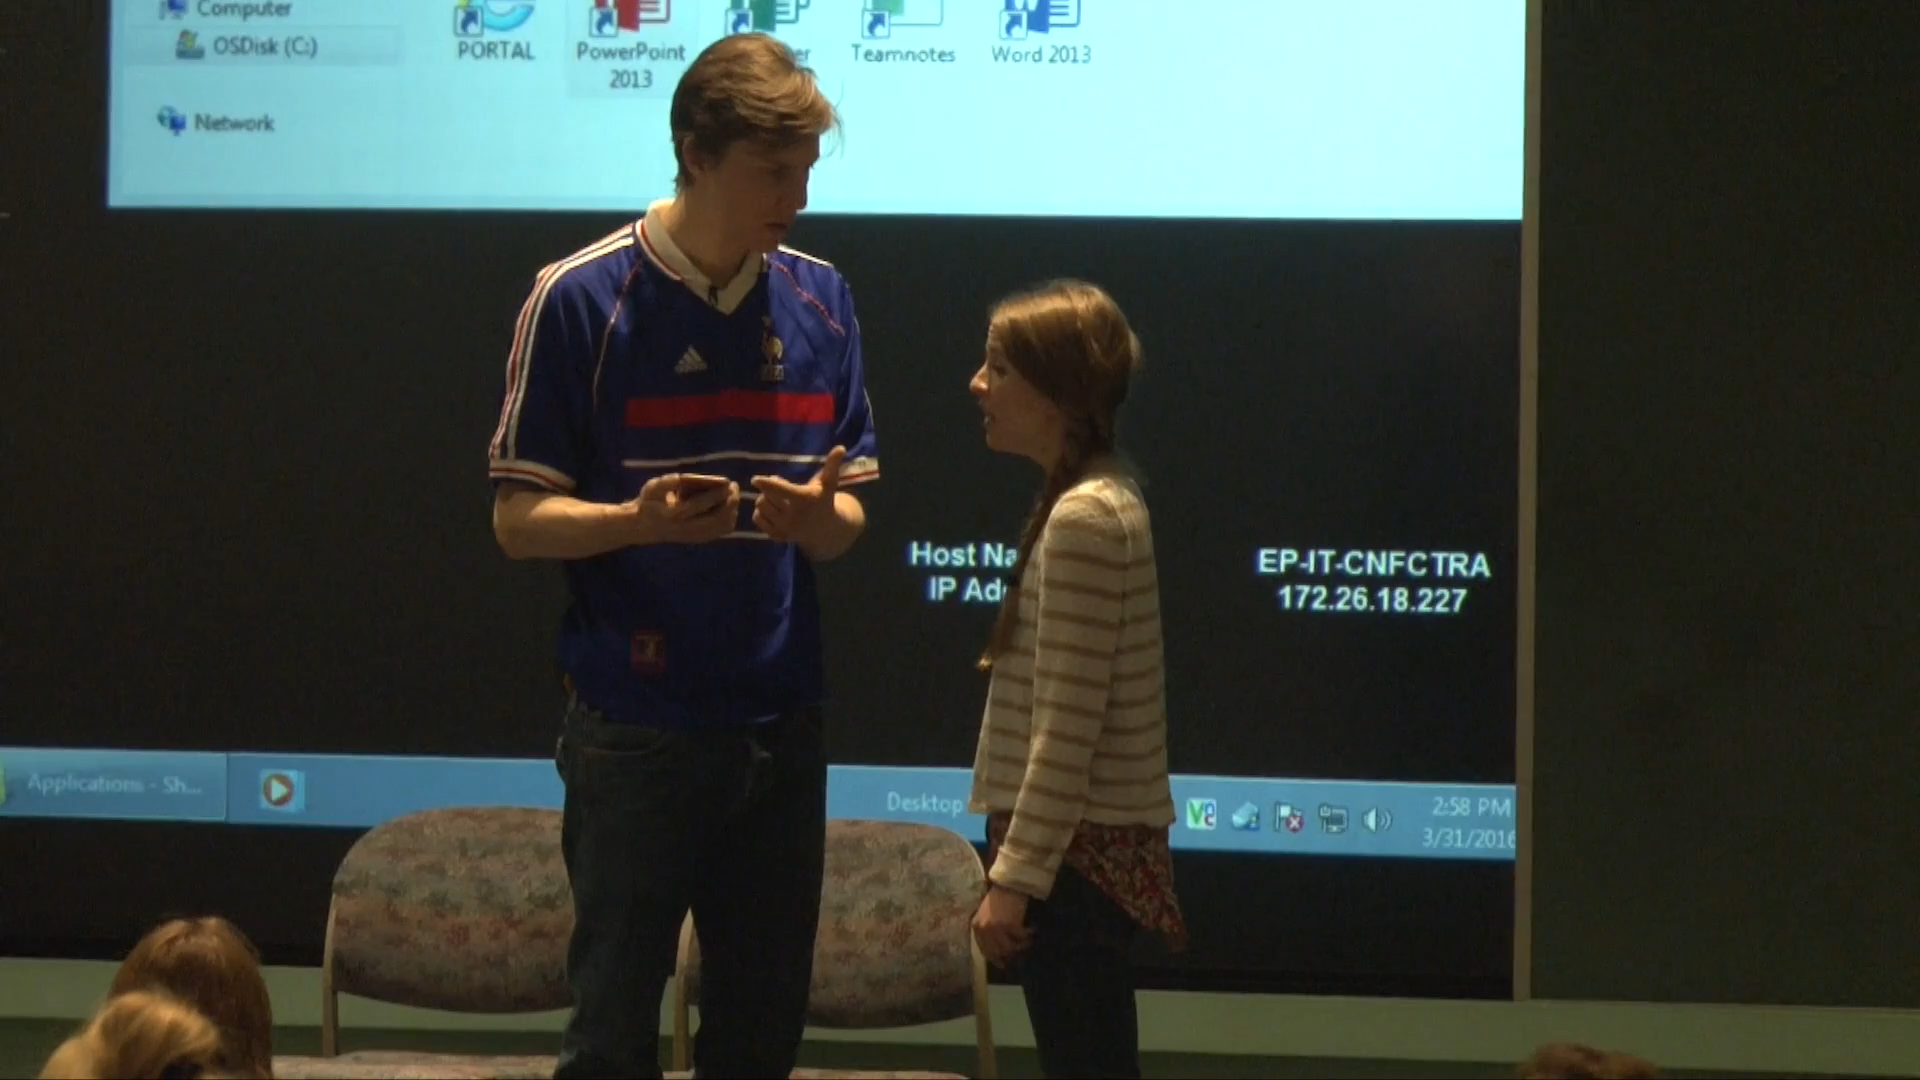 Computer
OSDisk (C:)
Network
PORTAL
PowerPoint
2013
Teamnotes
Word 2013
Host Na
IP Ad
EP-IT-CNFCTRA
172.26.18.227
Applications - Sh...
Desktop
2:58 PM
3/31/2016